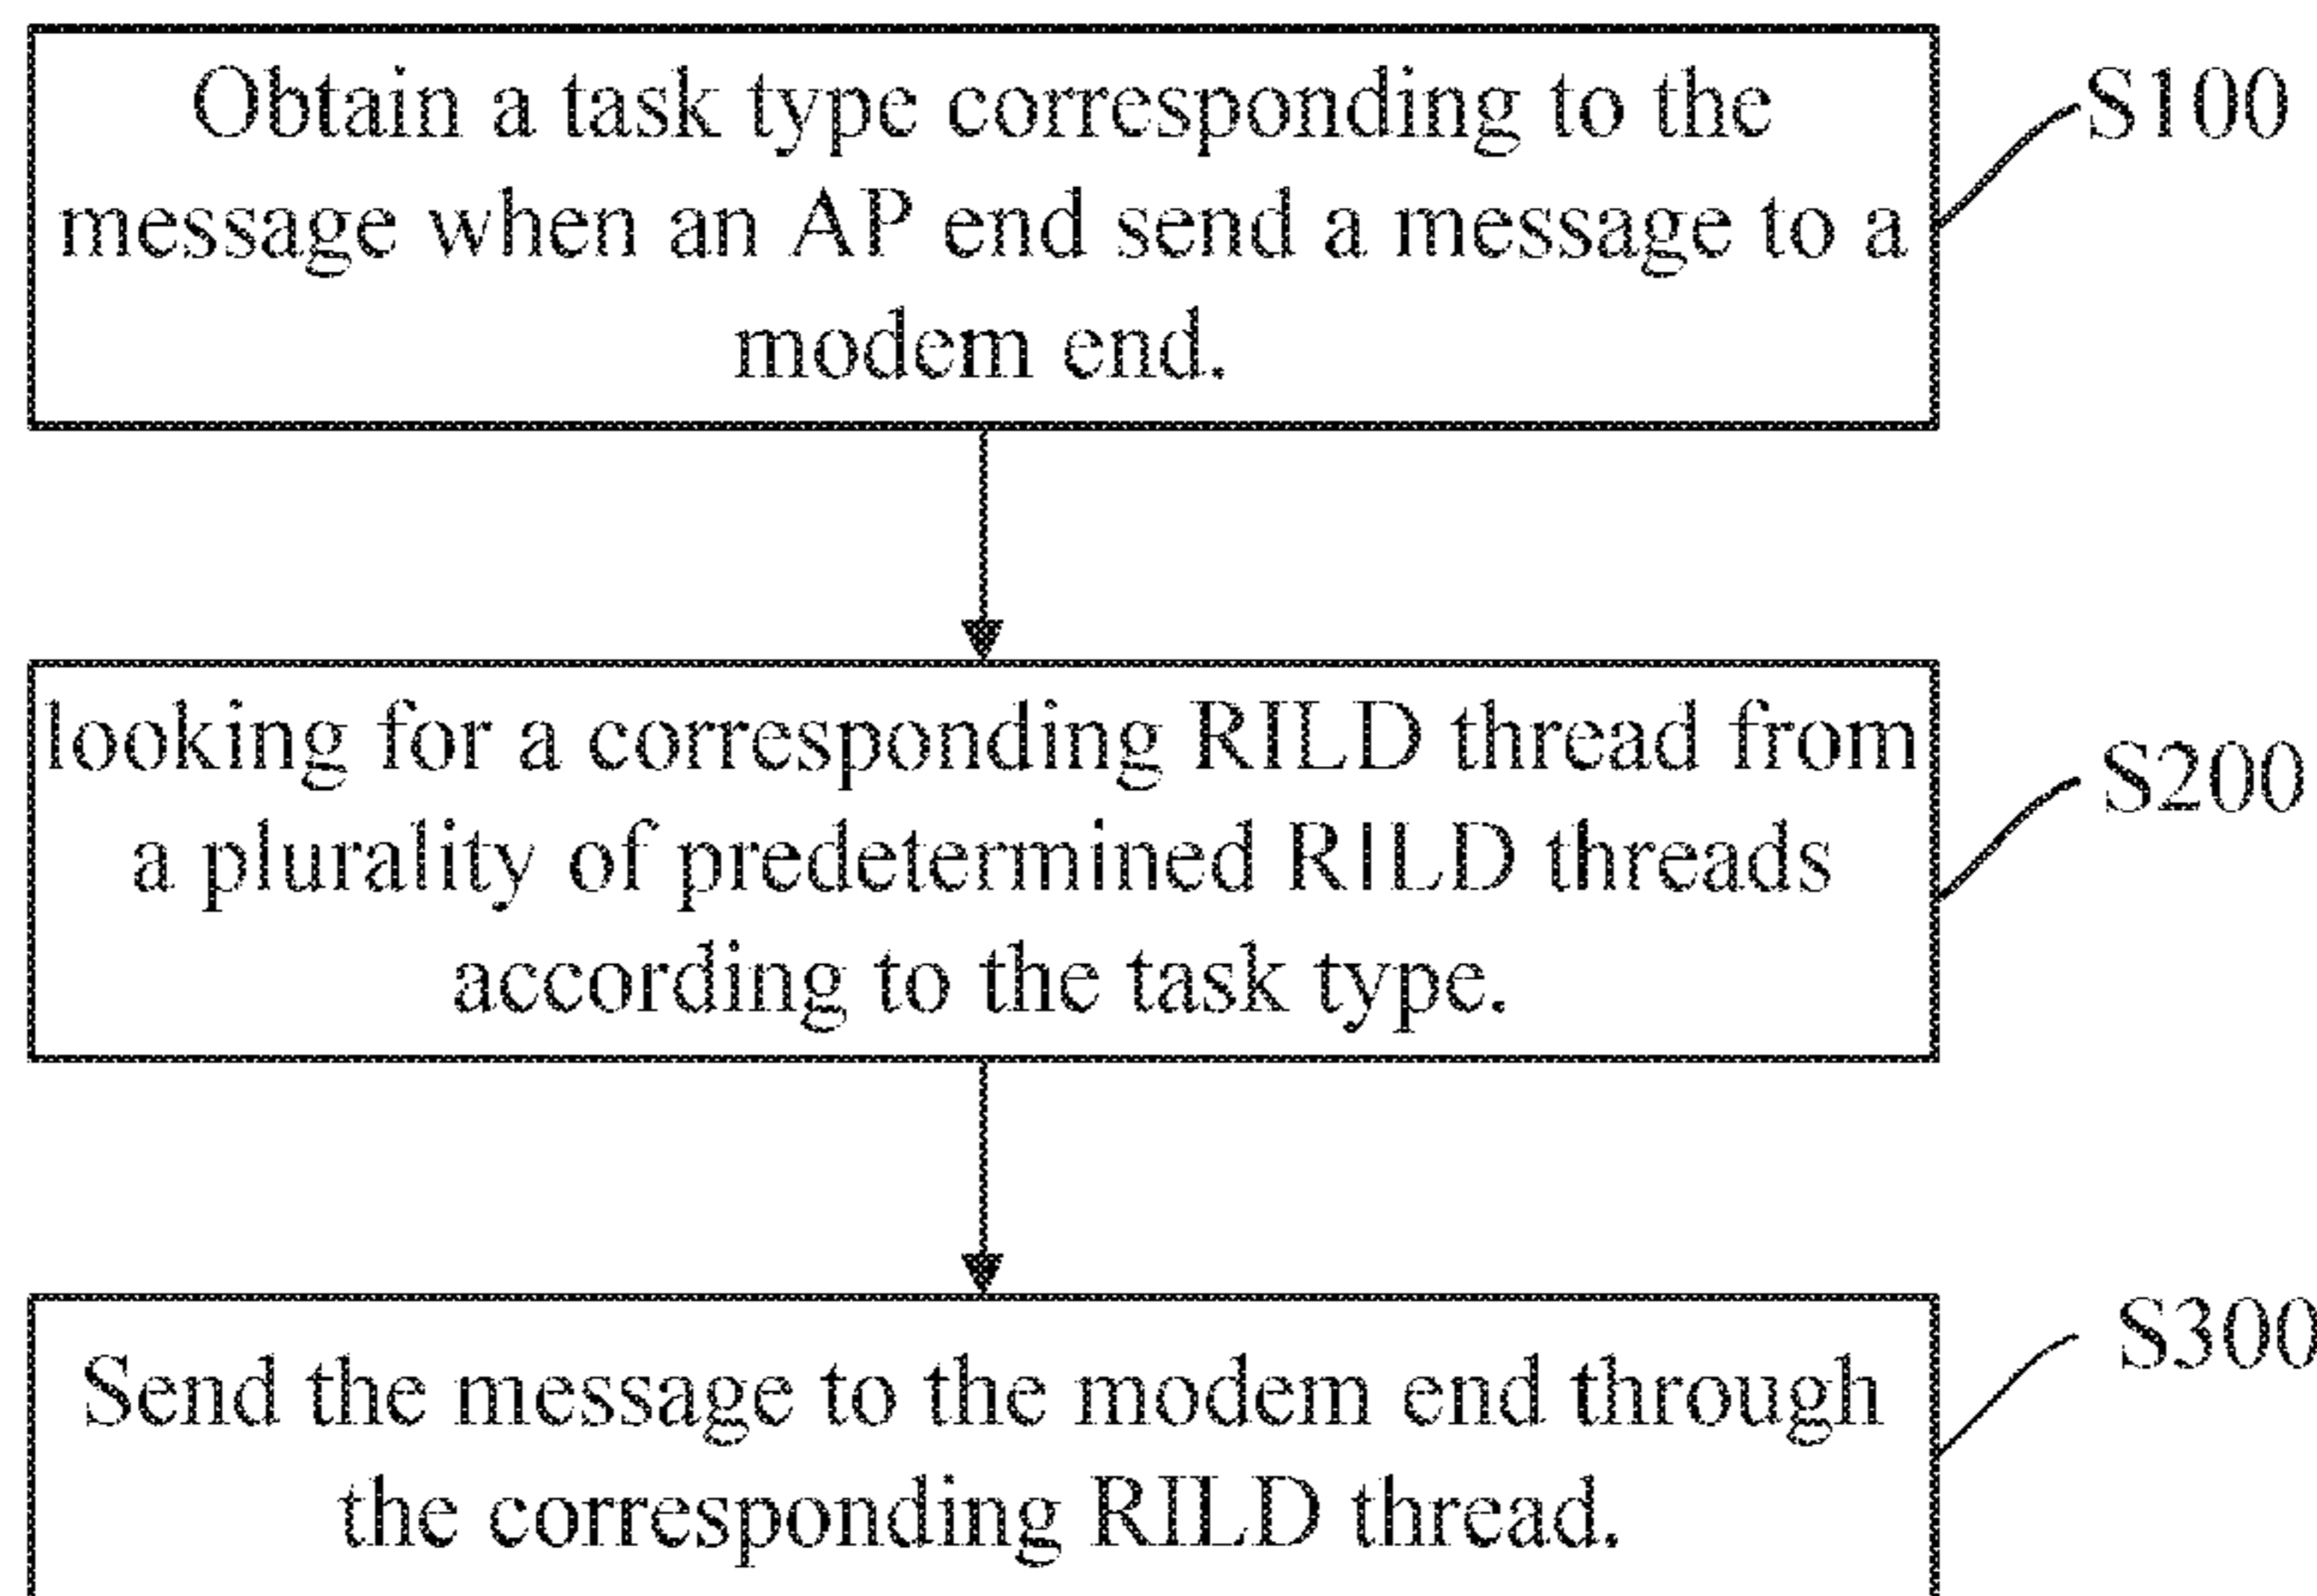 Obtain a task type corresponding to the
message when an AP end send a message to a
modem end.
S100
looking for a corresponding RILD thread from
a plurality of predetermined RILD threads
according to the task type.
S200
Send the message to the modem end through
the corresponding RILD thread.
S300